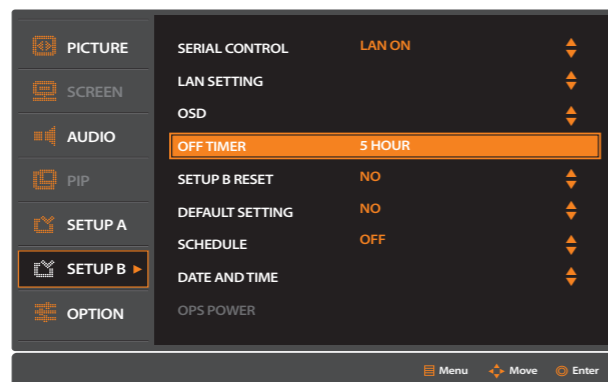 PICTURE
SCREEN
AUDIO
PIP
SETUP A
SETUP B
OPTION
SERIAL CONTROL LAN ON
LAN SETTING
OSD
OFF TIMER 5 HOUR
SETUP B RESET NO
DEFAULT SETTING NO
SCHEDULE OFF
DATE AND TIME
OPS POWER
Menu Move Enter